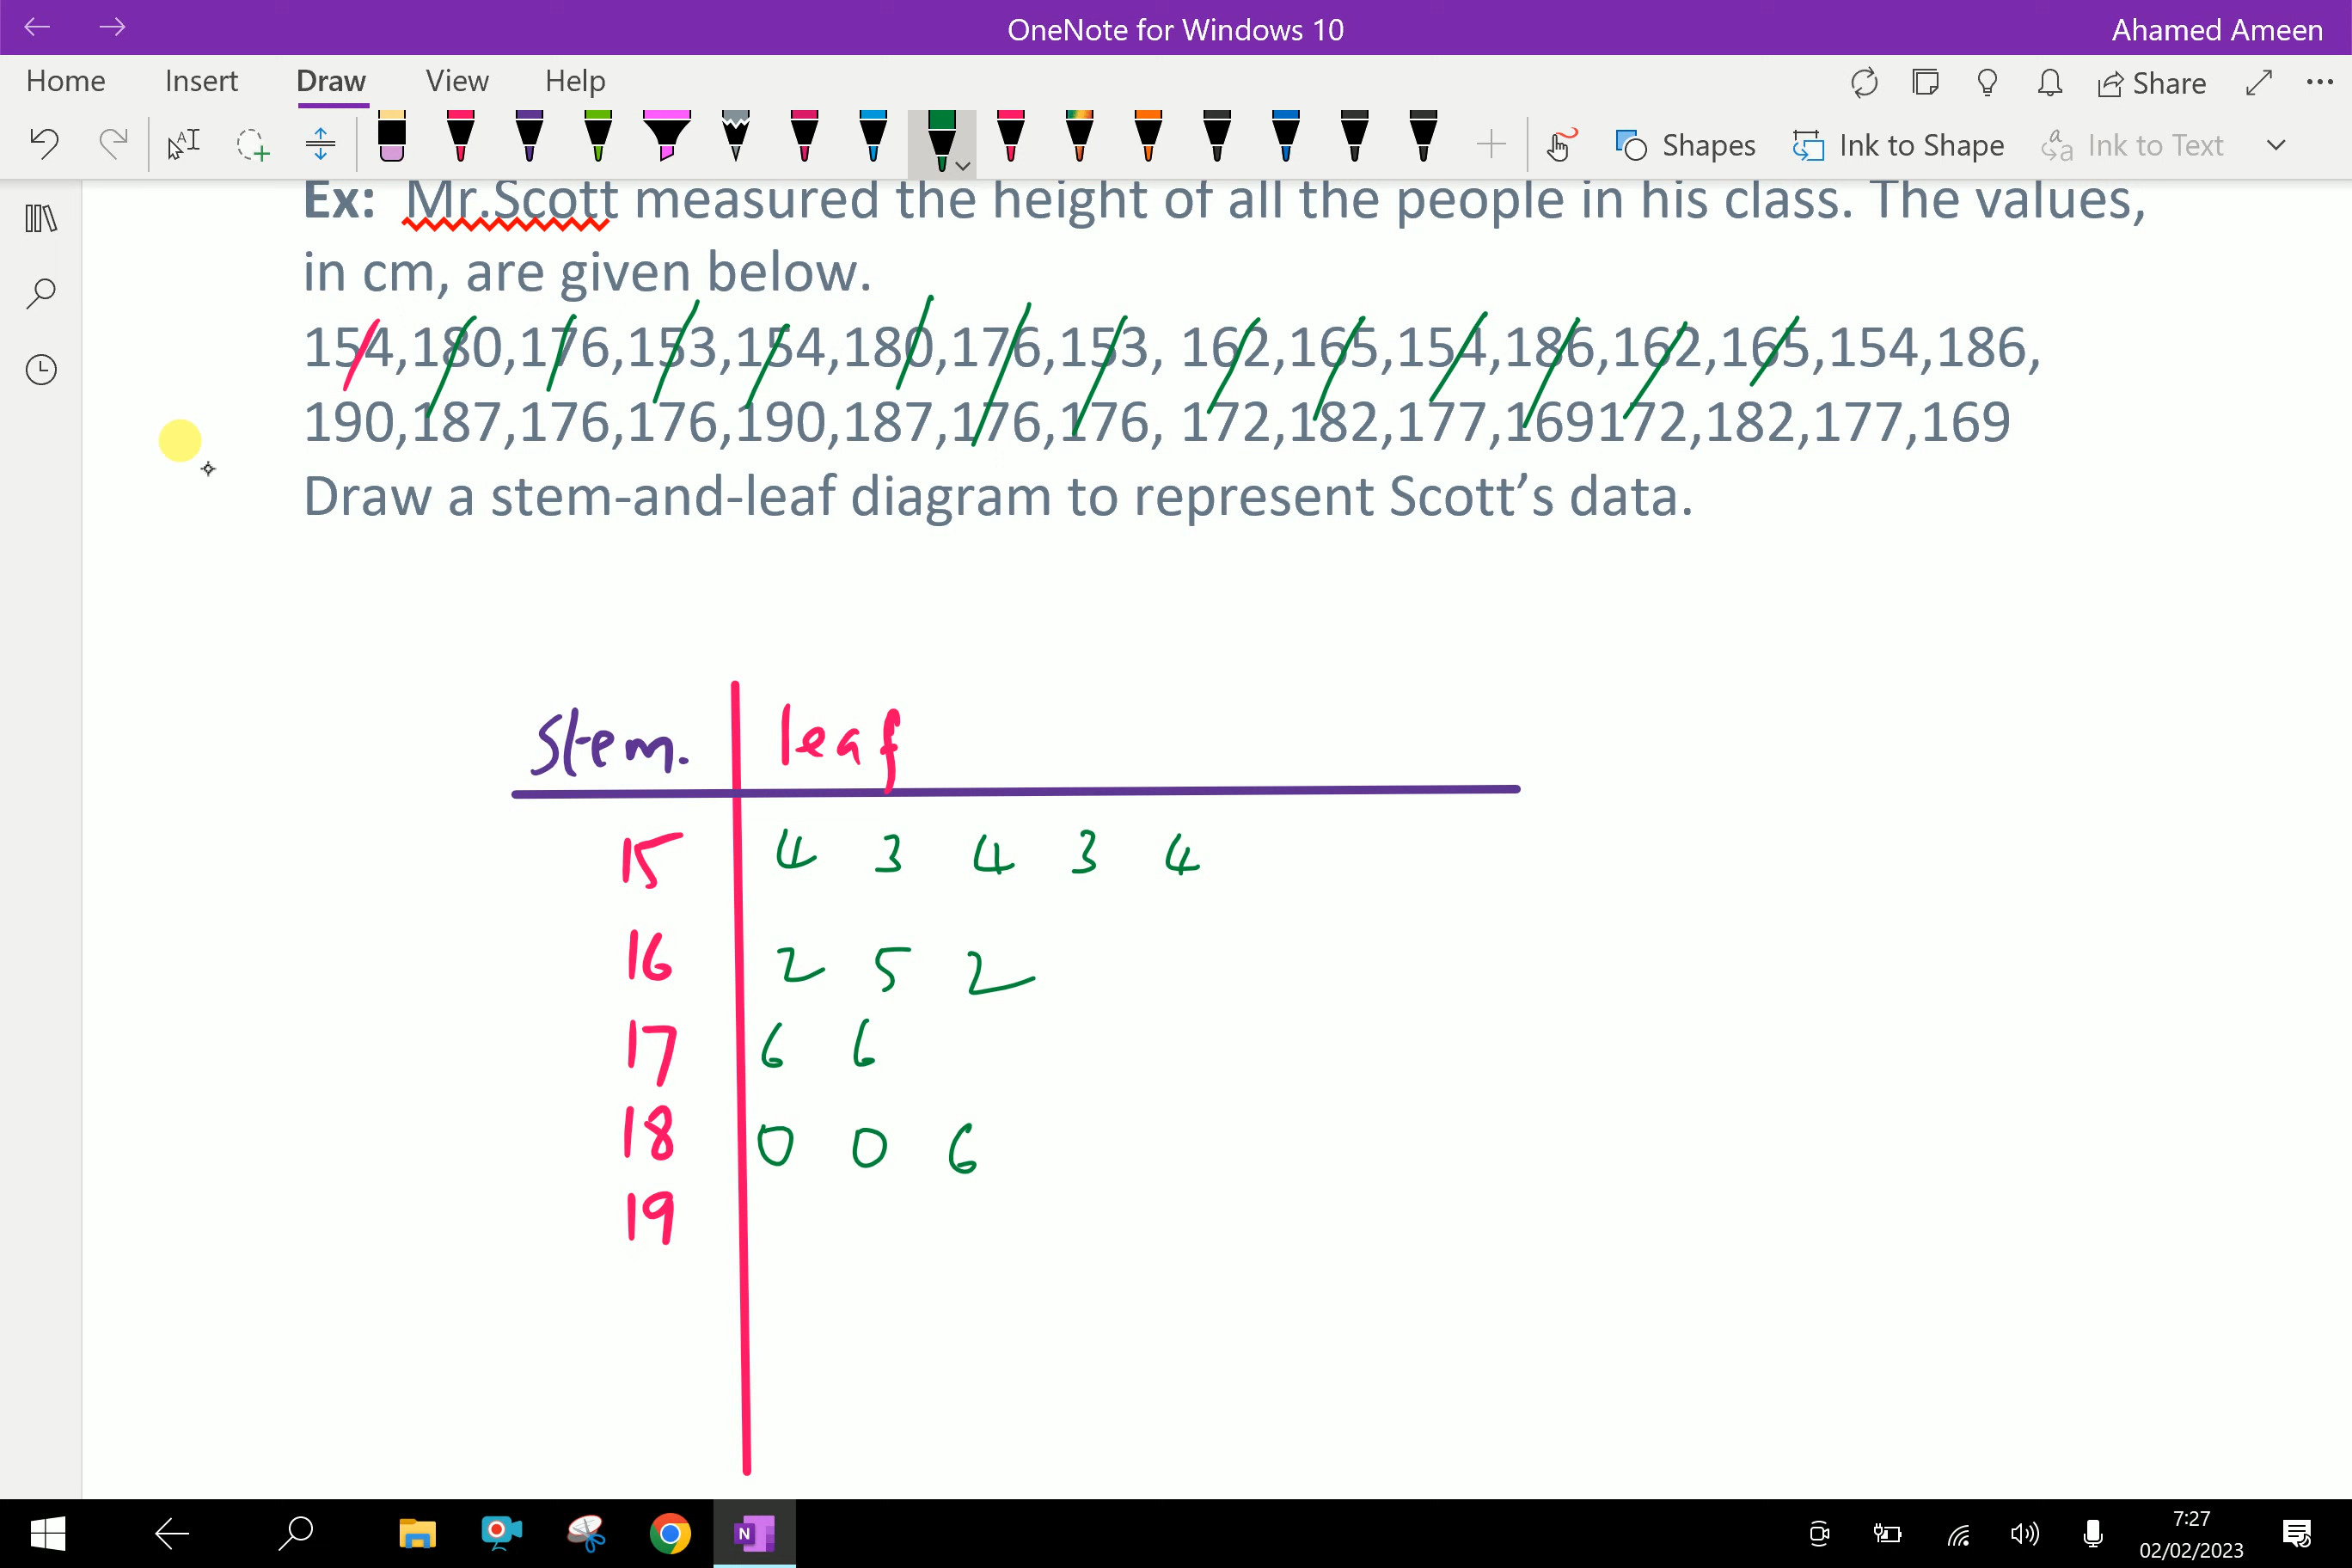 OneNote for Windows 10
Ahamed Ameen
Home Insert Draw View Help
Share
Shapes Ink to Shape Ink to Text
Ex: Mr.Scott measured the height of all the people in his class. The values,
in cm, are given below.
154,180,176,153,154,180,176,153, 162,165,154,186,162,165,154,186,
190,187,176,176,190,187,176,176, 172,182,177,169172,182,177,169
Draw a stem-and-leaf diagram to represent Scott’s data.
Stem. leaf
15 4 3 4 3 4
16 2 5 2
17 6 6
18 0 0 6
19
7:27
02/02/2023